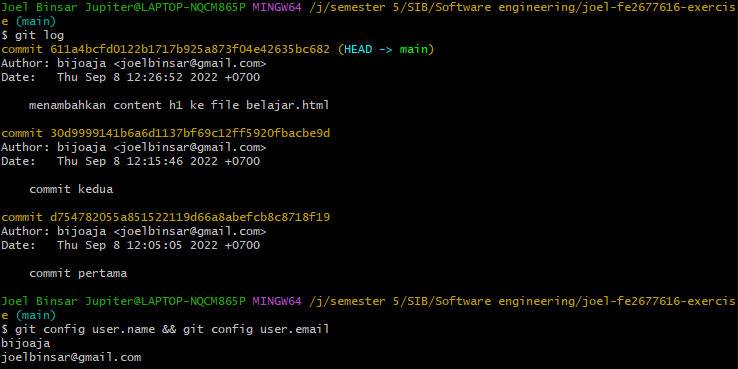 Joel Binsar Jupiter@LAPTOP-NQCM865P MINGW64 /j/semester 5/SIB/Software engineering/joel-fe2677616-exercis
e (main)
$ git log
commit 611a4bcfd0122b1717b925a873f04e42635bc682 (HEAD -> main)
Author: bijoaja <joelbinsar@gmail.com>
Date:   Thu Sep 8 12:26:52 2022 +0700

    menambahkan content h1 ke file belajar.html

commit 30d9999141b6a6d1137bf69c12ff5920fbacbe9d
Author: bijoaja <joelbinsar@gmail.com>
Date:   Thu Sep 8 12:15:46 2022 +0700

    commit kedua

commit d754782055a851522119d66a8abefcb8c8718f19
Author: bijoaja <joelbinsar@gmail.com>
Date:   Thu Sep 8 12:05:05 2022 +0700

    commit pertama

Joel Binsar Jupiter@LAPTOP-NQCM865P MINGW64 /j/semester 5/SIB/Software engineering/joel-fe2677616-exercis
e (main)
$ git config user.name && git config user.email
bijoaja
joelbinsar@gmail.com